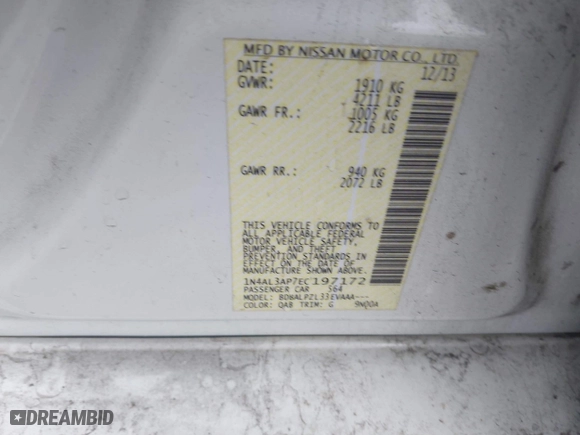 MFD BY NISSAN MOTOR CO., LTD.
DATE: 12/13
GVWR: 1910 KG
4211 LB
GAWR FR.: 1005 KG
2216 LB
GAWR RR.: 940 KG
2072 LB
THIS VEHICLE CONFORMS TO
ALL APPLICABLE FEDERAL
MOTOR VEHICLE SAFETY,
BUMPER, AND THEFT
PREVENTION STANDARDS IN
EFFECT ON THE DATE OF
MANUFACTURE SHOWN ABOVE.
1N4AL3AP7EC197172
PASSENGER CAR 564
MODEL: BDBALPZL33EVAAA---
COLOR: QAB TRIM: G 9NDDA
DREAMBID